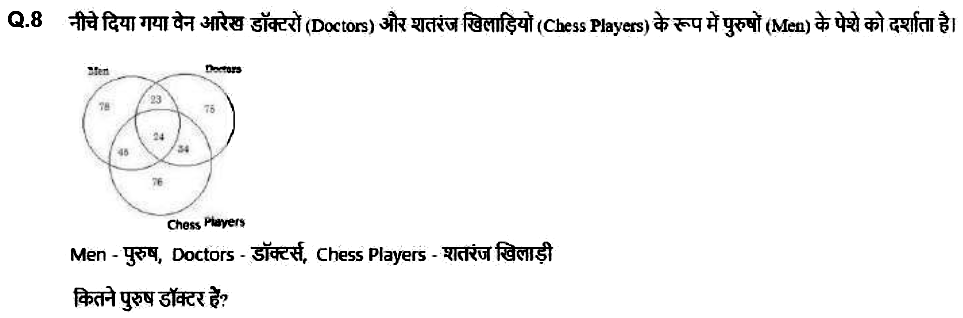 Q.8 नीचे दिया गया वेन आरेख डॉक्टरों (Doctors) और शतरंज खिलाड़ियों (Chess Players) के रूप में पुरुषों (Men) के पेशे को दर्शाता है।
Men Doctors
78 23 75
24
45 34
76
Chess Players
Men - पुरुष, Doctors - डॉक्टर्स, Chess Players - शतरंज खिलाड़ी
कितने पुरुष डॉक्टर हैं?